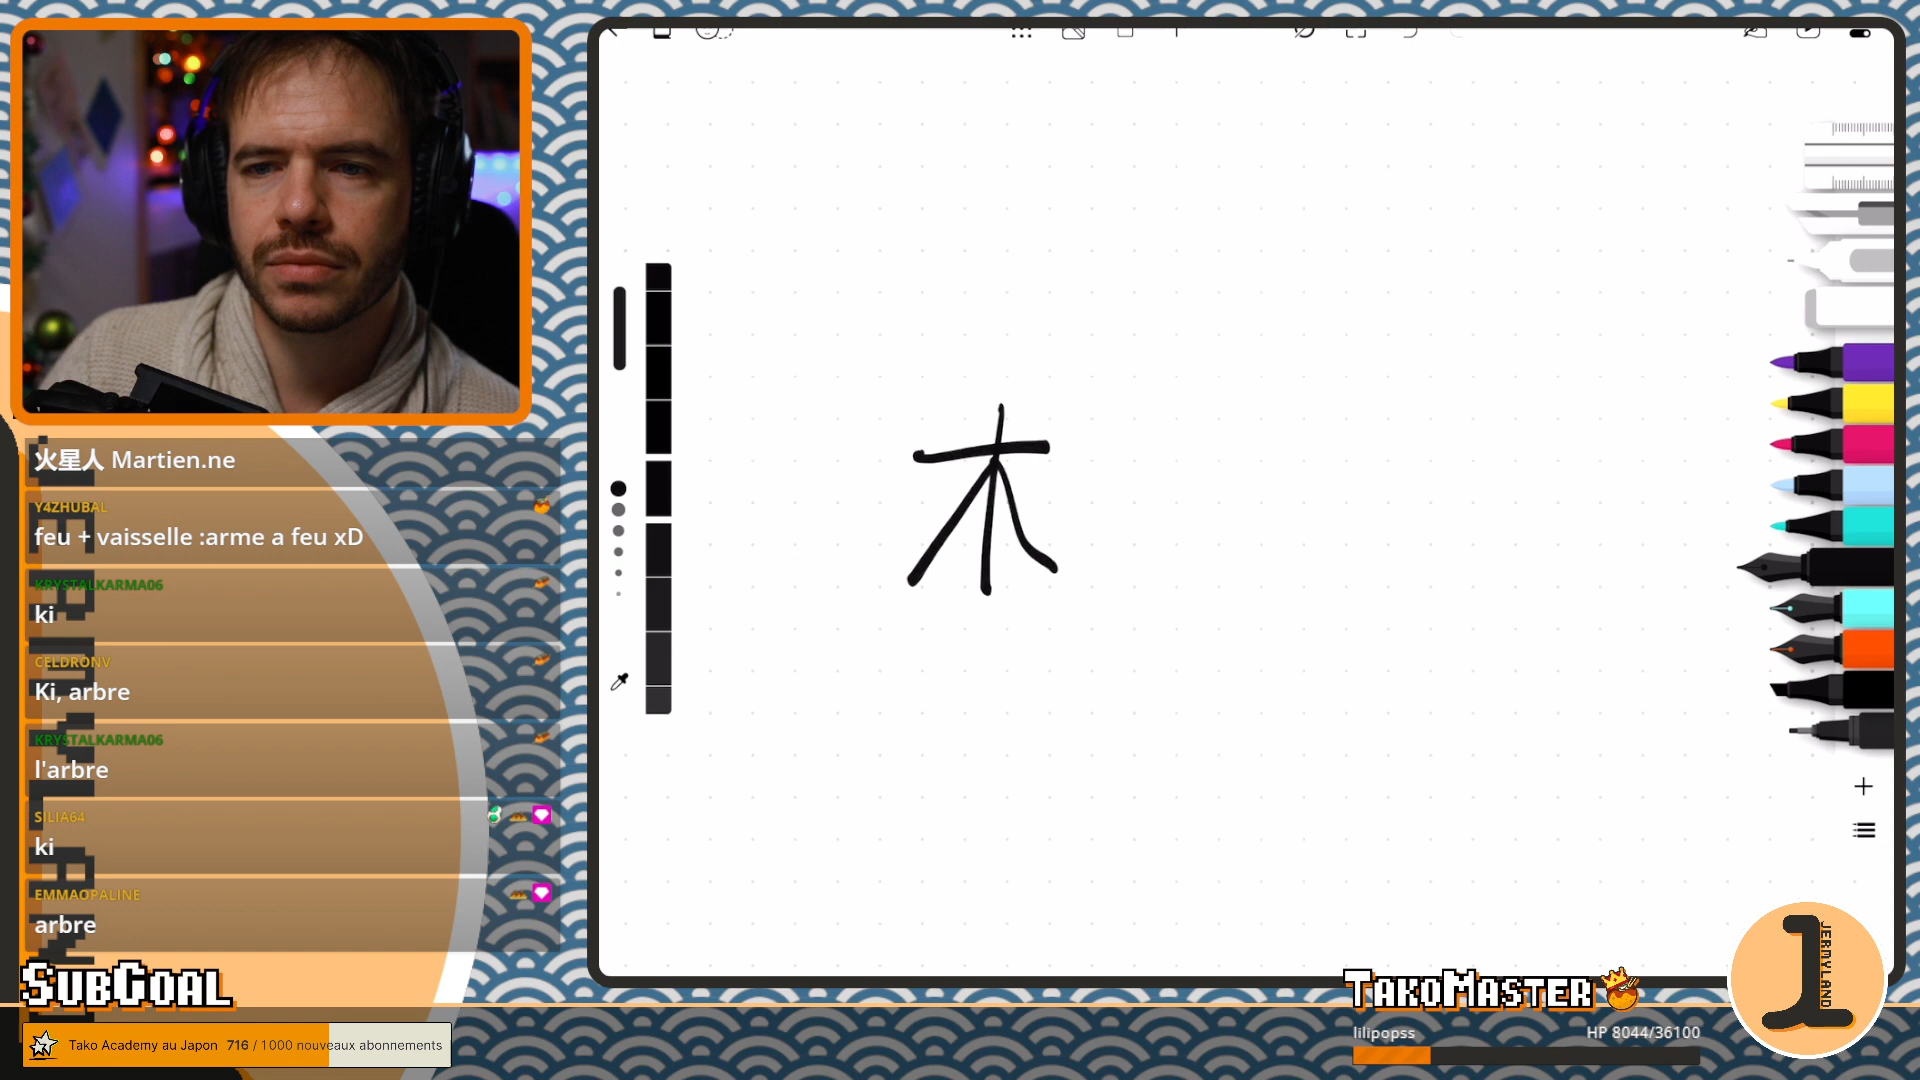 火星人 Martien.ne
Y4ZHUBAL
feu + vaisselle :arme a feu xD
KRYSTALKARMA06
ki
CELDRONV
Ki, arbre
KRYSTALKARMA06
l'arbre
SILIA64
ki
EMMAOPALINE
arbre
SUBGOAL
Tako Academy au Japon 716 / 1000 nouveaux abonnements
木
TAKOMASTER
lilipopss HP 8044/36100
JERMYLAND